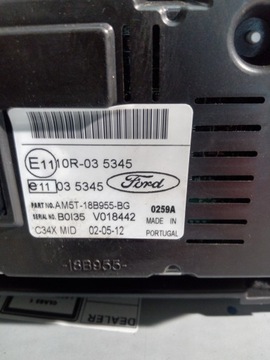 E11 10R-03 5345
e11 03 5345
Ford
PART NO. AM5T-18B955-BG 0259A
SERIAL NO. B0I35 V018442 MADE IN
C34X MID 02-05-12 PORTUGAL
-18B955-
DEALER